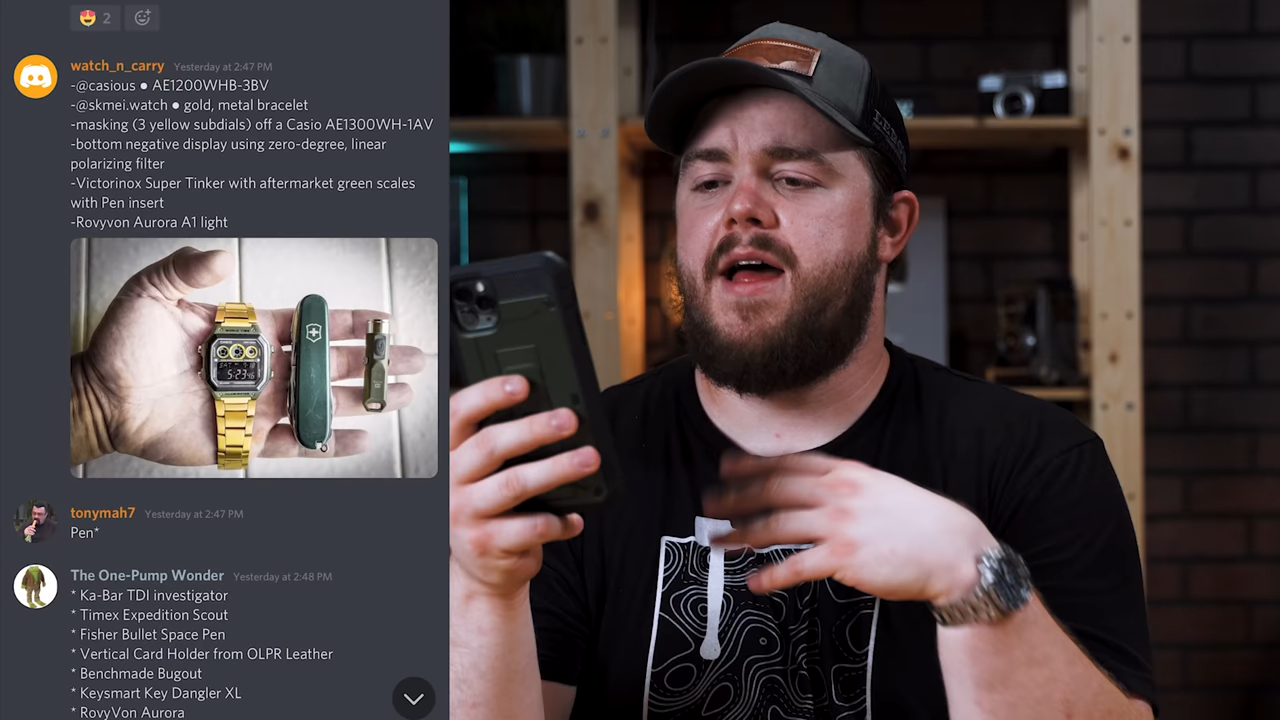 2
watch_n_carry Yesterday at 2:47 PM
-@casious ● AE1200WHB-3BV
-@skmei.watch ● gold, metal bracelet
-masking (3 yellow subdials) off a Casio AE1300WH-1AV
-bottom negative display using zero-degree, linear
polarizing filter
-Victorinox Super Tinker with aftermarket green scales
with Pen insert
-Rovyvon Aurora A1 light
5:23
tonymah7 Yesterday at 2:47 PM
Pen*
The One-Pump Wonder Yesterday at 2:48 PM
* Ka-Bar TDI investigator
* Timex Expedition Scout
* Fisher Bullet Space Pen
* Vertical Card Holder from OLPR Leather
* Benchmade Bugout
* Keysmart Key Dangler XL
* RovyVon Aurora